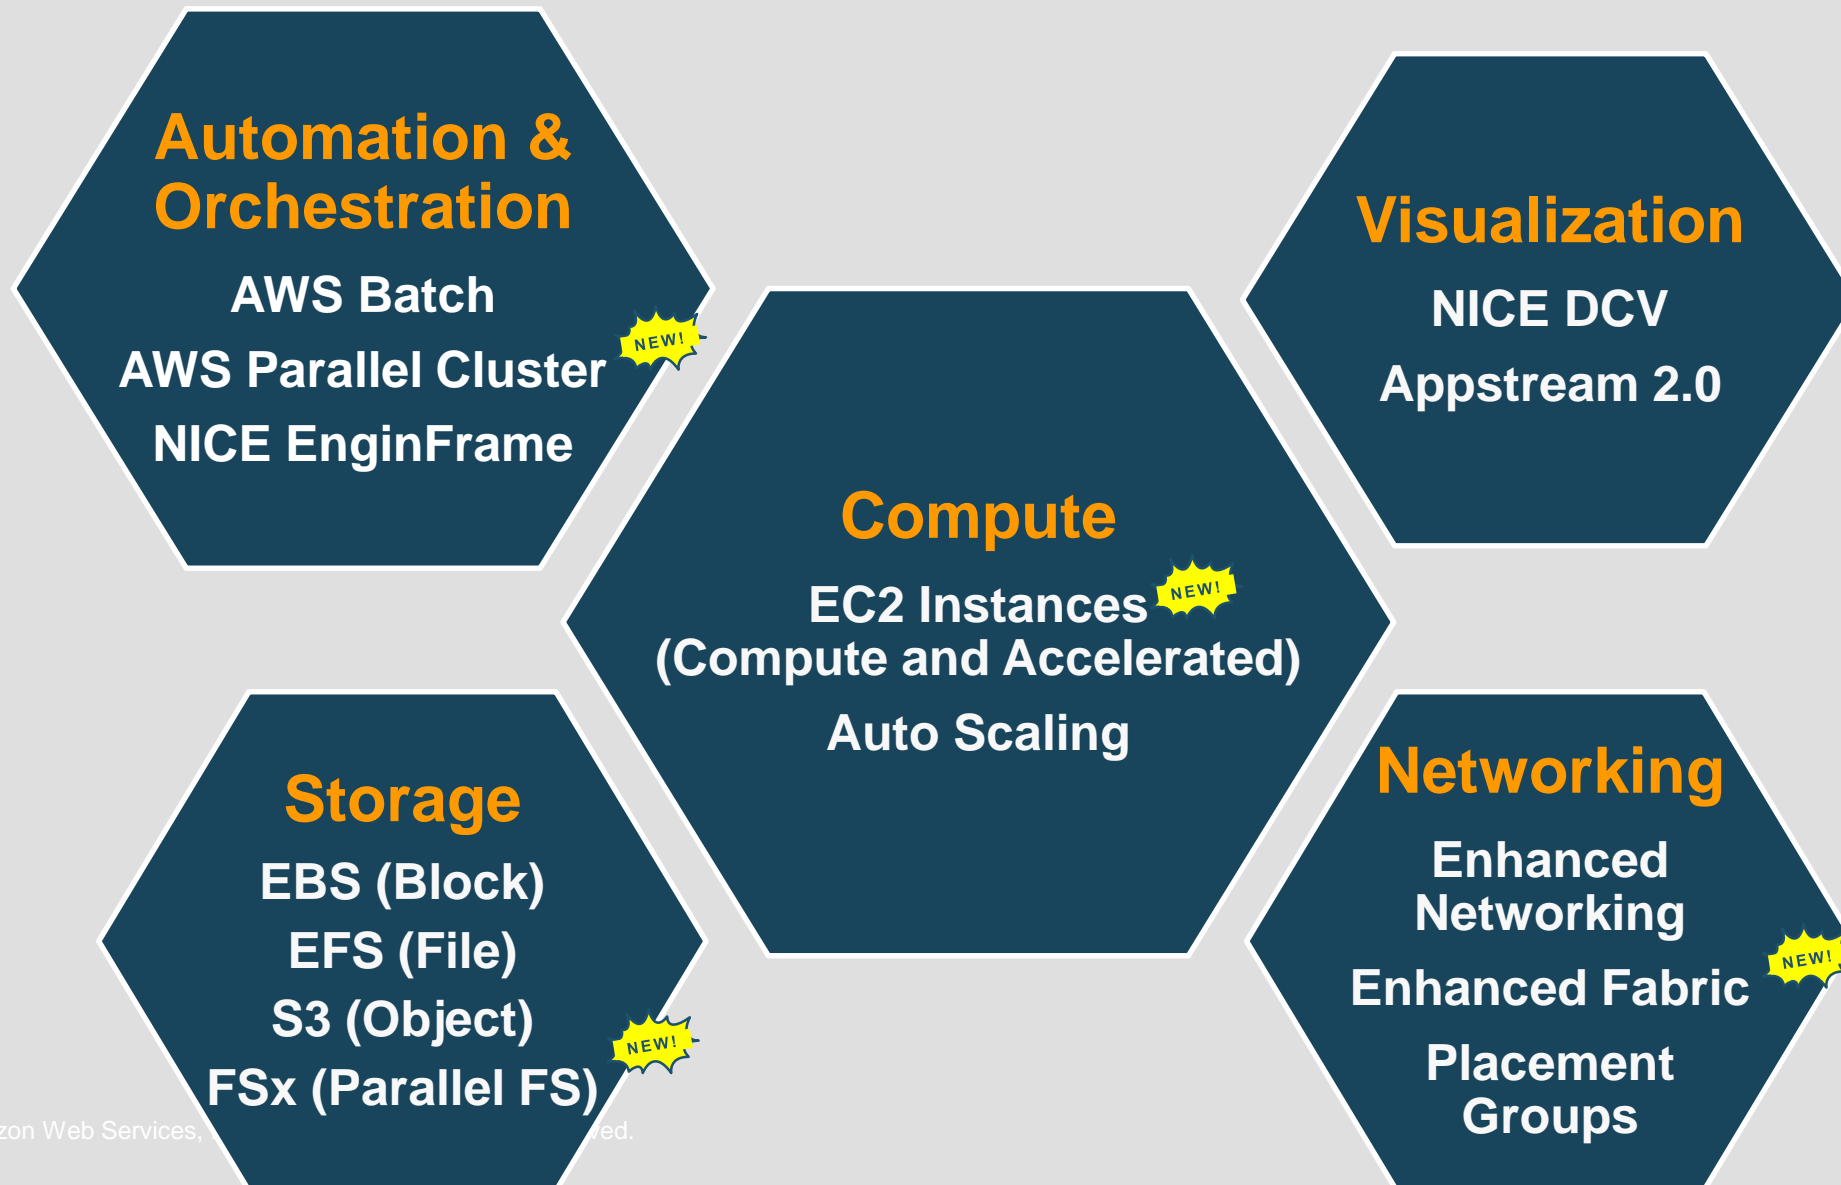 Automation &
Orchestration
AWS Batch
AWS Parallel Cluster
NEW!
NICE EnginFrame
Visualization
NICE DCV
Appstream 2.0
Compute
EC2 Instances
NEW!
(Compute and Accelerated)
Auto Scaling
Storage
EBS (Block)
EFS (File)
S3 (Object)
FSx (Parallel FS)
NEW!
Networking
Enhanced
Networking
Enhanced Fabric
NEW!
Placement
Groups
Web Services,